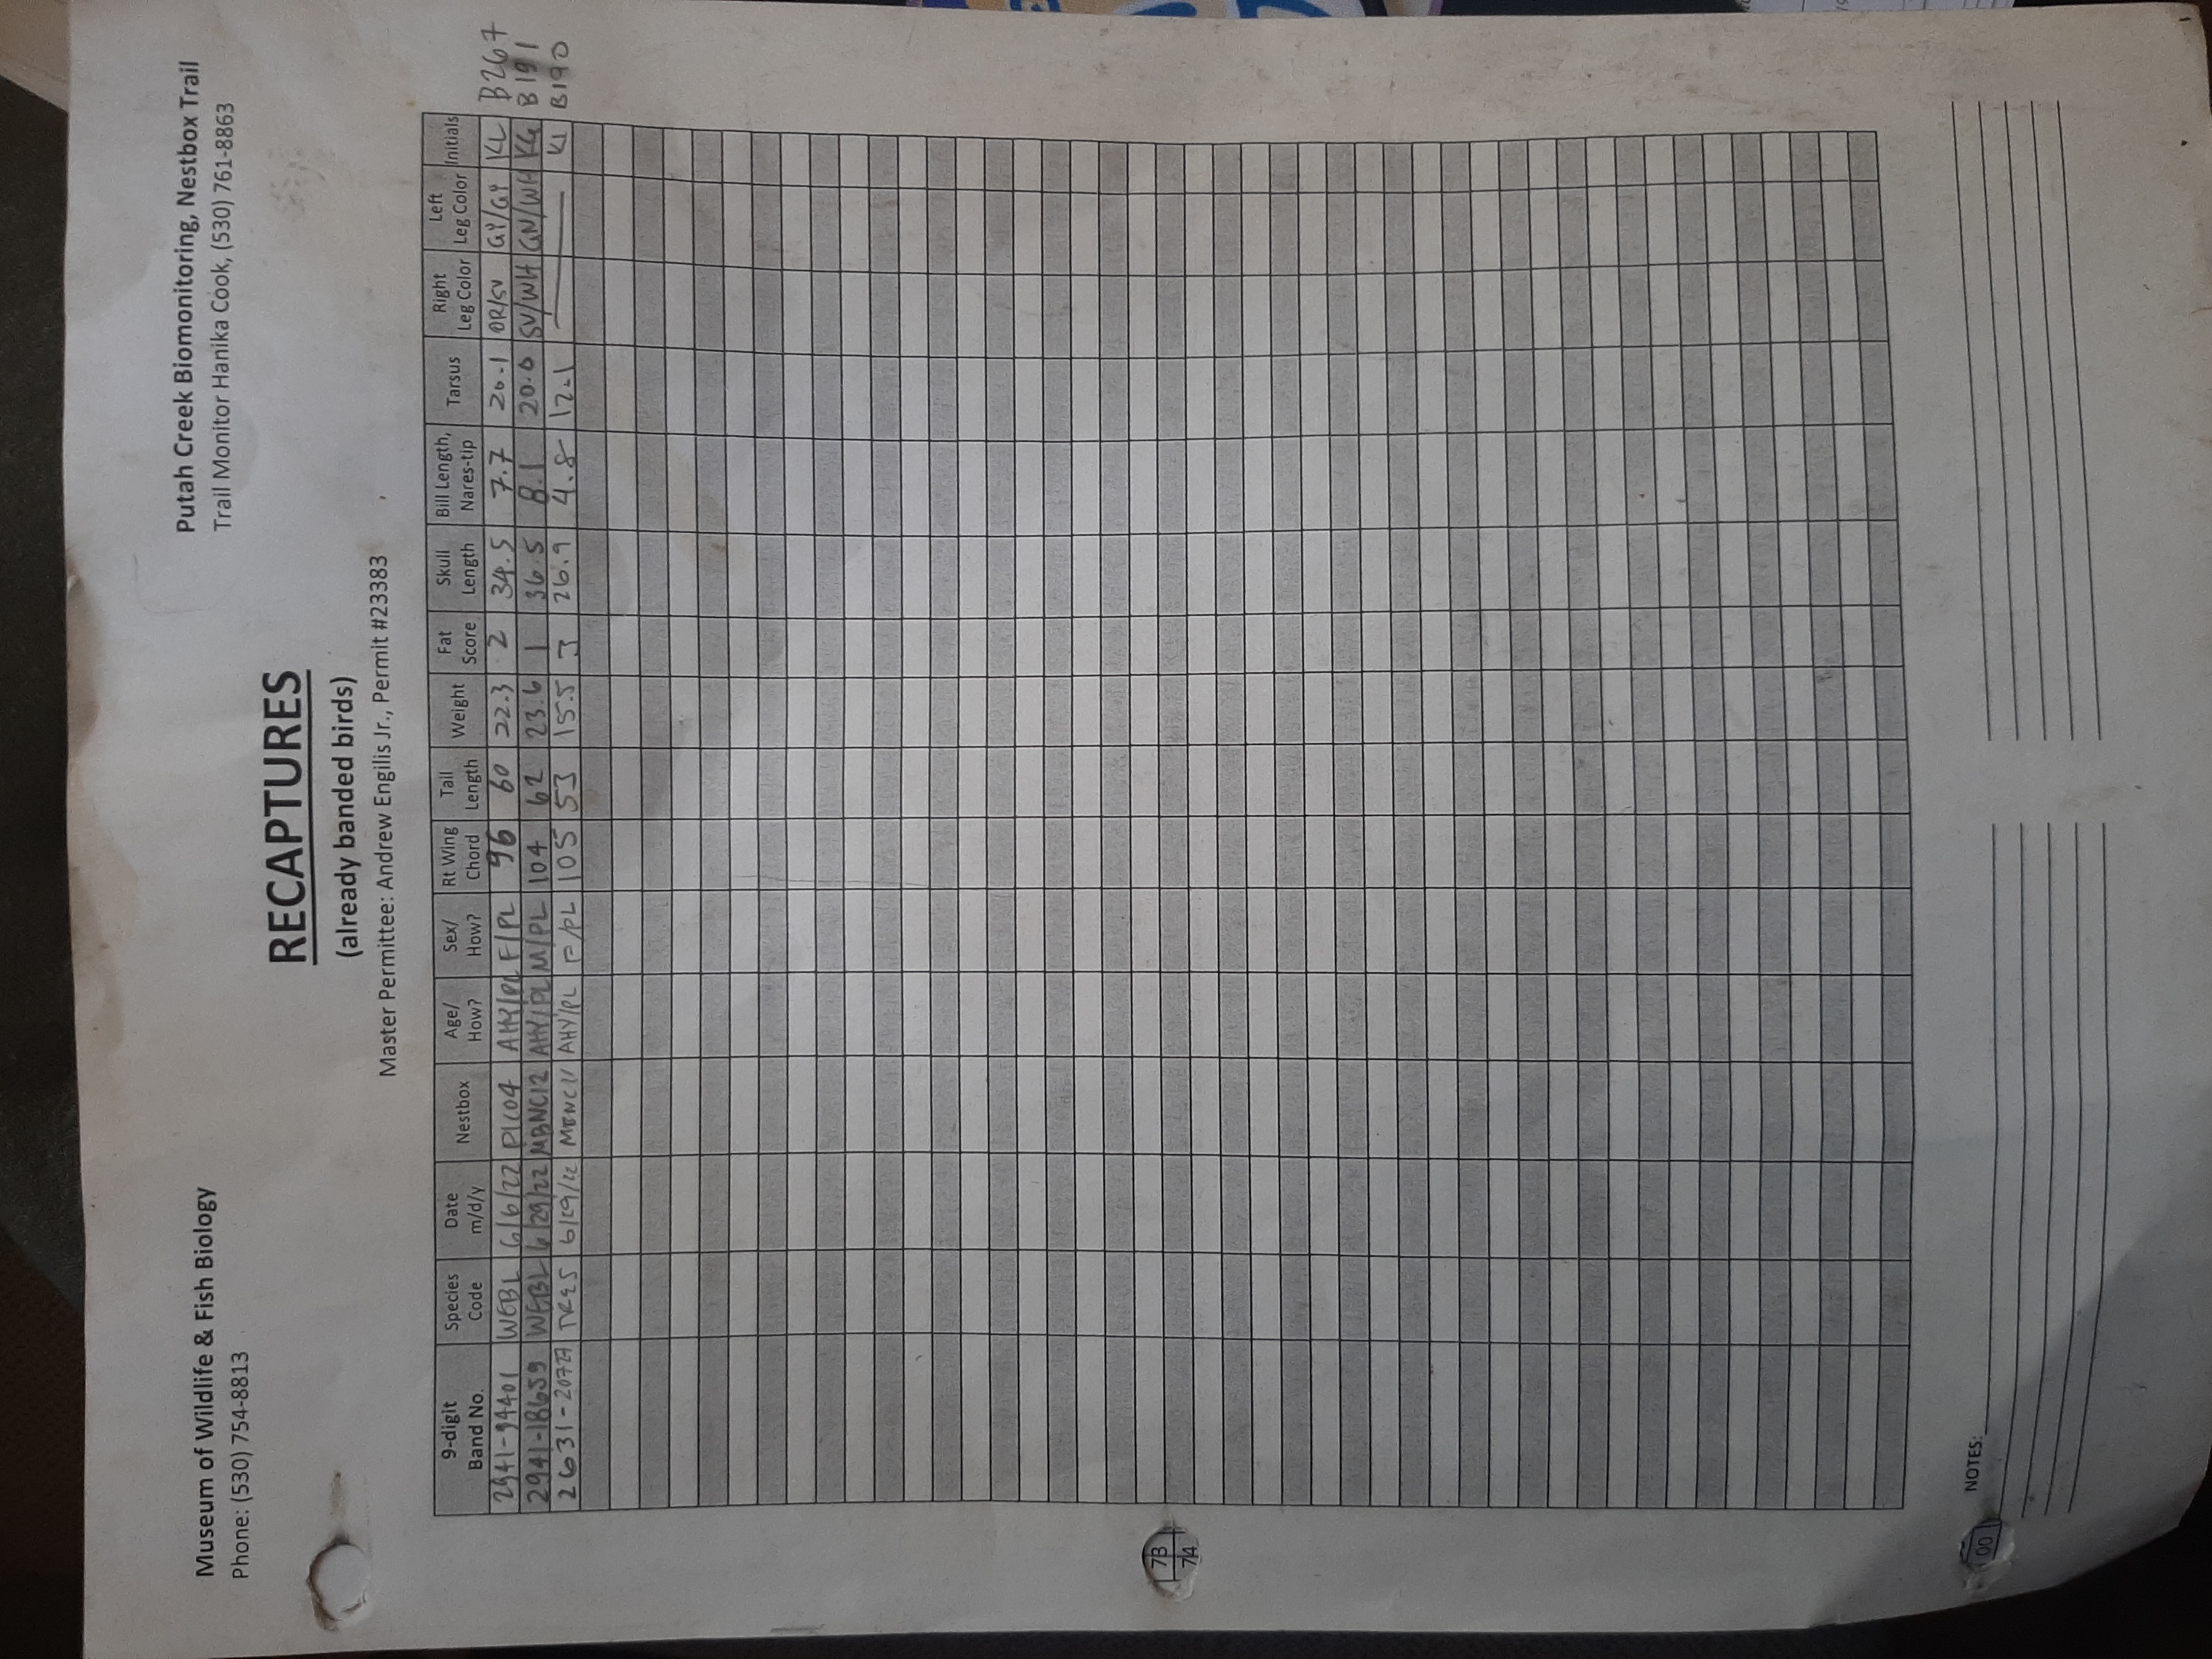 Museum of Wildlife & Fish Biology
Phone: (530) 754-8813
Putah Creek Biomonitoring, Nestbox Trail
Trail Monitor Hanika Cook, (530) 761-8863
RECAPTURES
(already banded birds)
Master Permittee: Andrew Engilis Jr., Permit #23383
9-digit Band No. Species Code Date m/d/y Nestbox Age/ How? Sex/ How? Rt Wing Chord Tail Length Weight Fat Score Skull Length Bill Length, Nares-tip Tarsus Right Leg Color Left Leg Color Initials
2941-94401 WEBL 6/6/22 PIC04 AHY/PL F/PL 96 60 22.3 2 34.5 7.7 20.1 OR/SV GY/GY KL B267
2941-18659 WEBL 6/29/22 MBNC12 AHY/PL M/PL 104 62 23.6 1 36.5 8.1 20.0 SV/WH GN/WH KG B191
2631-20727 TRES 6/29/22 MBNC11 AHY/PL F/PL 105 53 15.5 3 26.9 4.8 12.1 KL B190
73
74
00
NOTES: